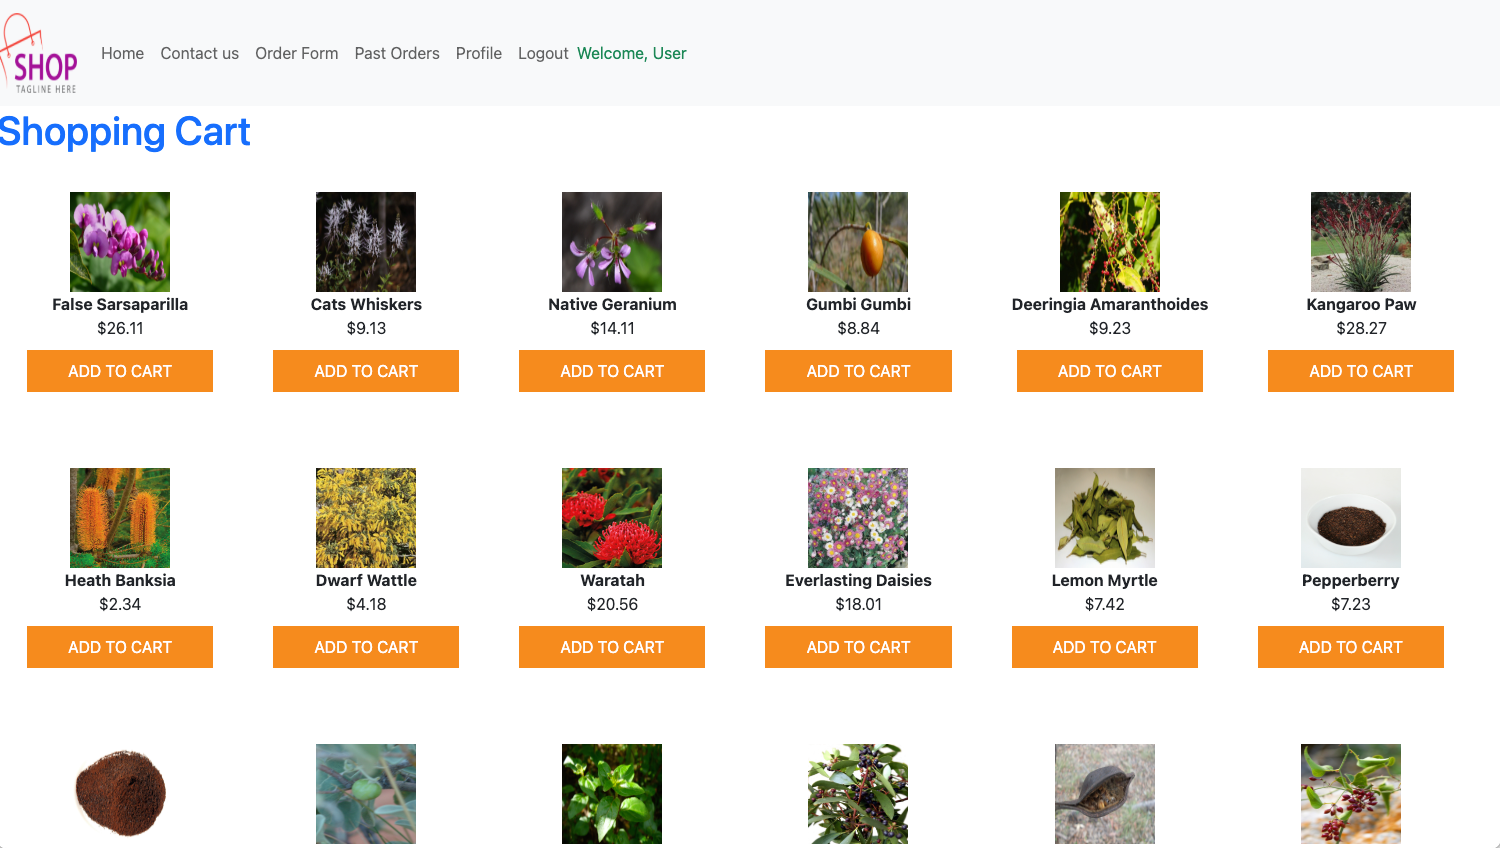 SHOP
TAGLINE HERE
Home Contact us Order Form Past Orders Profile Logout Welcome, User
Shopping Cart
False Sarsaparilla Cats Whiskers Native Geranium Gumbi Gumbi Deeringia Amaranthoides Kangaroo Paw
$26.11 $9.13 $14.11 $8.84 $9.23 $28.27
ADD TO CART ADD TO CART ADD TO CART ADD TO CART ADD TO CART ADD TO CART
Heath Banksia Dwarf Wattle Waratah Everlasting Daisies Lemon Myrtle Pepperberry
$2.34 $4.18 $20.56 $18.01 $7.42 $7.23
ADD TO CART ADD TO CART ADD TO CART ADD TO CART ADD TO CART ADD TO CART